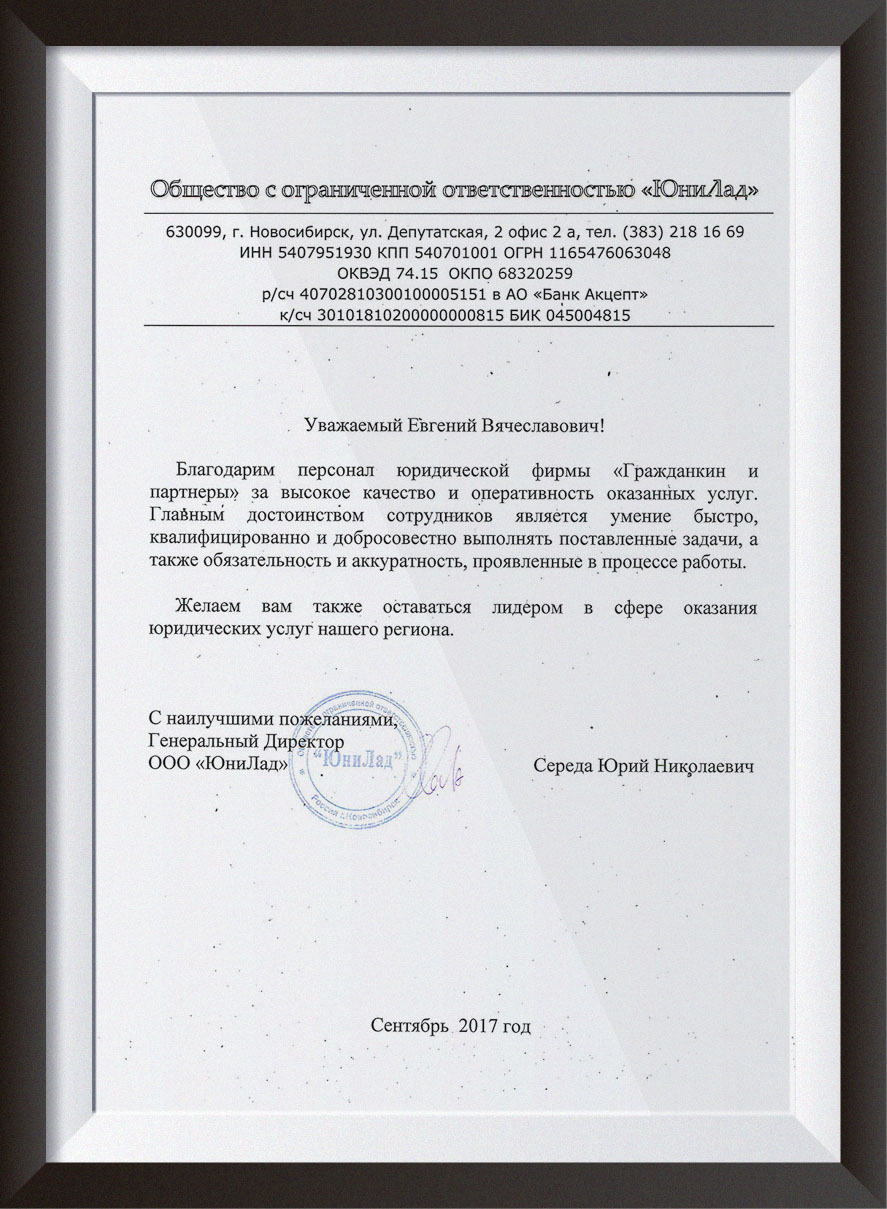 Общество с ограниченной ответственностью «ЮниЛад»
630099, г. Новосибирск, ул. Депутатская, 2 офис 2 а, тел. (383) 218 16 69
ИНН 5407951930 КПП 540701001 ОГРН 1165476063048
ОКВЭД 74.15 ОКПО 68320259
р/сч 40702810300100005151 в АО «Банк Акцепт»
к/сч 30101810200000000815 БИК 045004815
Уважаемый Евгений Вячеславович!
Благодарим персонал юридической фирмы «Гражданкин и
партнеры» за высокое качество и оперативность оказанных услуг.
Главным достоинством сотрудников является умение быстро,
квалифицированно и добросовестно выполнять поставленные задачи, а
также обязательность и аккуратность, проявленные в процессе работы.
Желаем вам также оставаться лидером в сфере оказания
юридических услуг нашего региона.
С наилучшими пожеланиями,
Генеральный Директор
ООО «ЮниЛад»
Середа Юрий Николаевич
Общество с ограниченной ответственностью
"ЮниЛад"
Россия г.Новосибирск
Сентябрь 2017 год